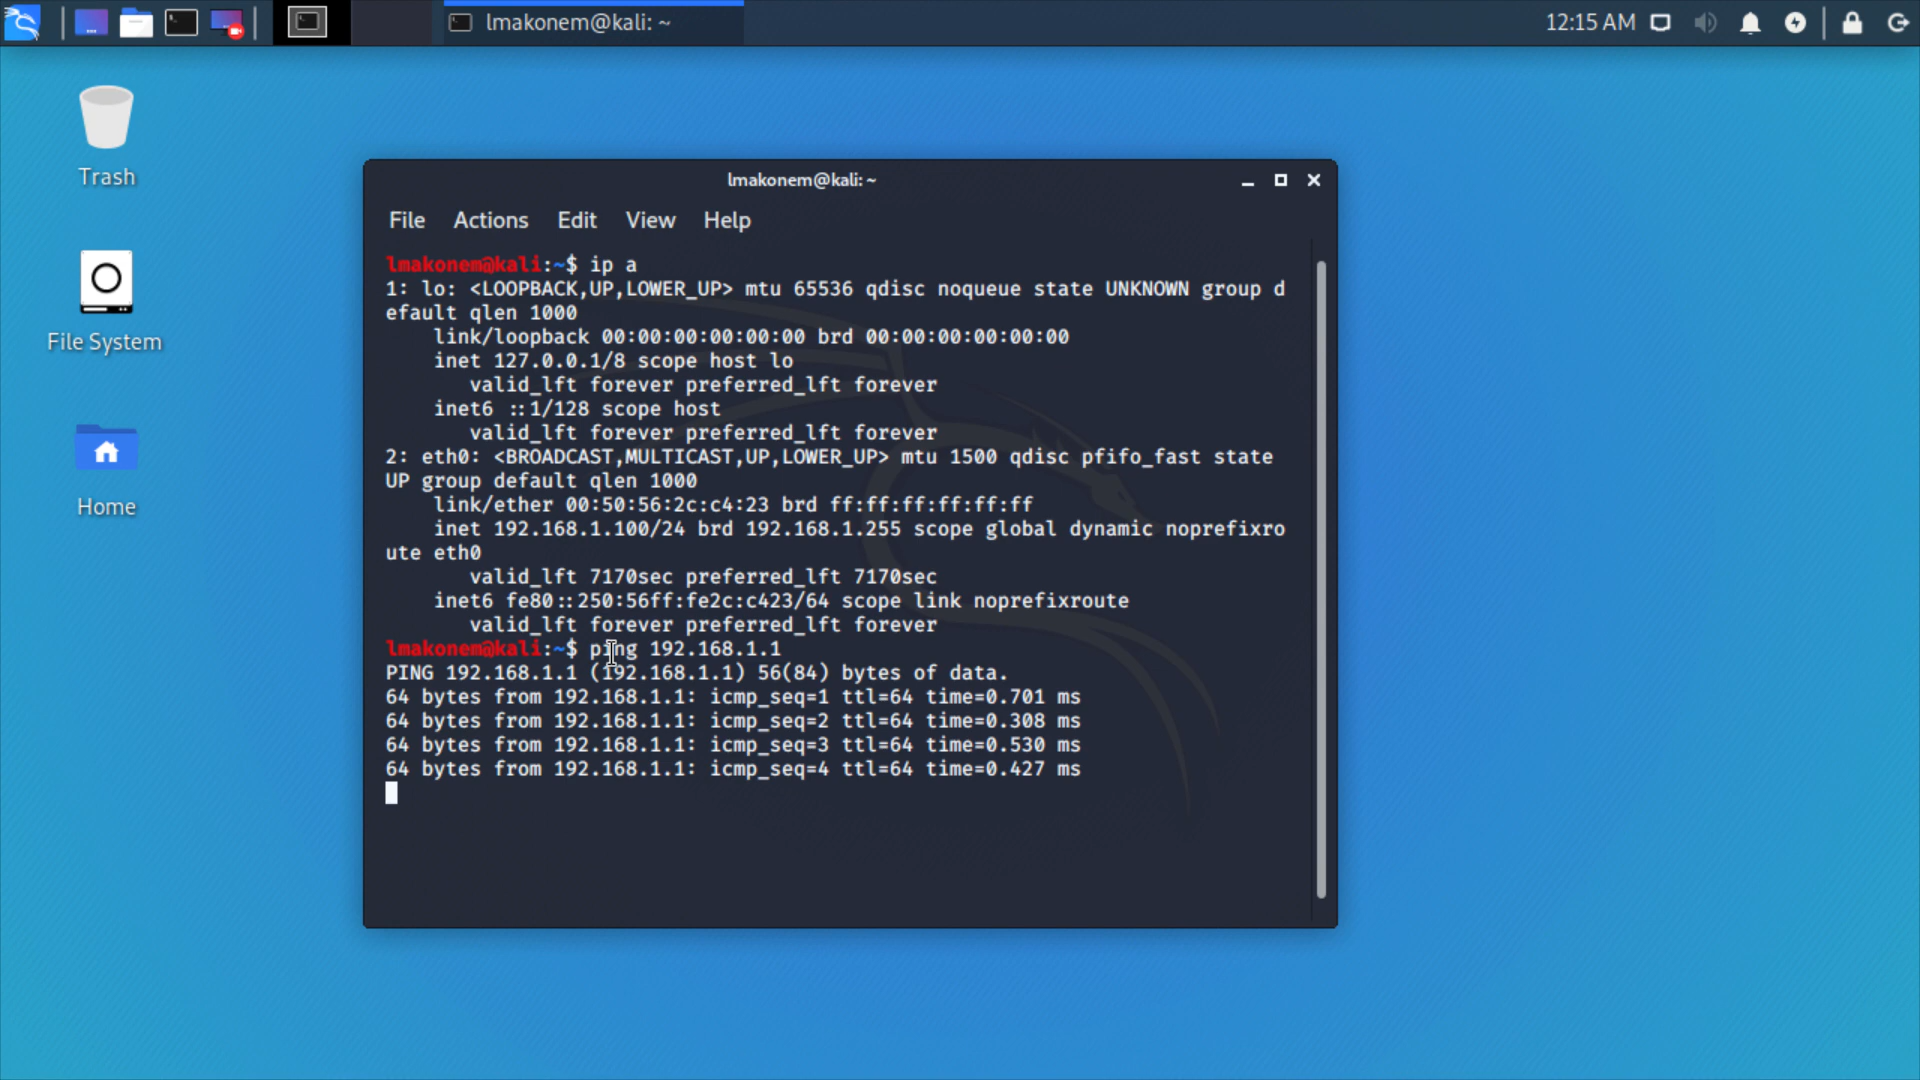 lmakonem@kali: ~
12:15 AM
Trash
File System
Home
lmakonem@kali: ~
File Actions Edit View Help
lmakonem@kali:~$ ip a
1: lo: <LOOPBACK,UP,LOWER_UP> mtu 65536 qdisc noqueue state UNKNOWN group d
efault qlen 1000
    link/loopback 00:00:00:00:00:00 brd 00:00:00:00:00:00
    inet 127.0.0.1/8 scope host lo
       valid_lft forever preferred_lft forever
    inet6 ::1/128 scope host
       valid_lft forever preferred_lft forever
2: eth0: <BROADCAST,MULTICAST,UP,LOWER_UP> mtu 1500 qdisc pfifo_fast state
UP group default qlen 1000
    link/ether 00:50:56:2c:c4:23 brd ff:ff:ff:ff:ff:ff
    inet 192.168.1.100/24 brd 192.168.1.255 scope global dynamic noprefixro
ute eth0
       valid_lft 7170sec preferred_lft 7170sec
    inet6 fe80::250:56ff:fe2c:c423/64 scope link noprefixroute
       valid_lft forever preferred_lft forever
lmakonem@kali:~$ ping 192.168.1.1
PING 192.168.1.1 (192.168.1.1) 56(84) bytes of data.
64 bytes from 192.168.1.1: icmp_seq=1 ttl=64 time=0.701 ms
64 bytes from 192.168.1.1: icmp_seq=2 ttl=64 time=0.308 ms
64 bytes from 192.168.1.1: icmp_seq=3 ttl=64 time=0.530 ms
64 bytes from 192.168.1.1: icmp_seq=4 ttl=64 time=0.427 ms